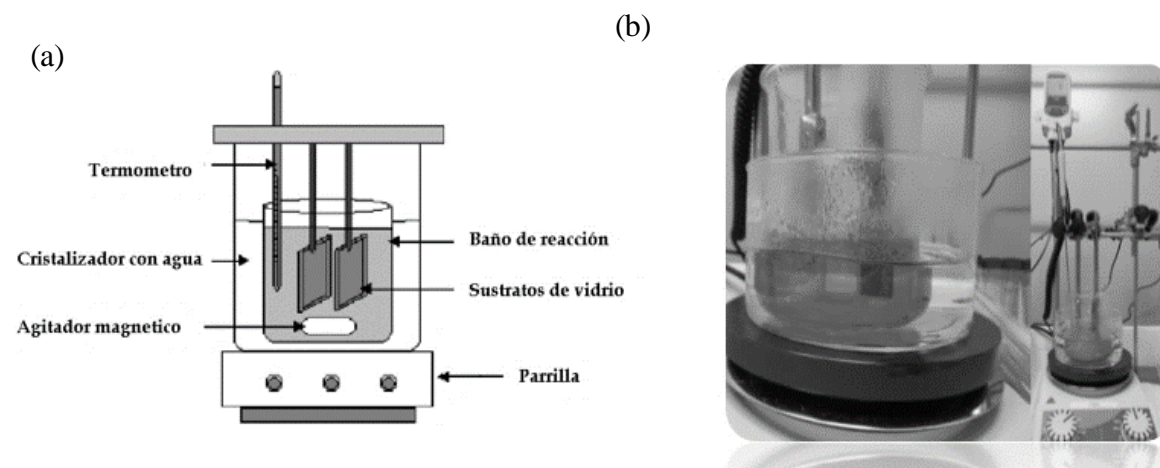 (a)
(b)
Termometro
Cristalizador con agua
Agitador magnetico
Baño de reacción
Sustratos de vidrio
Parrilla